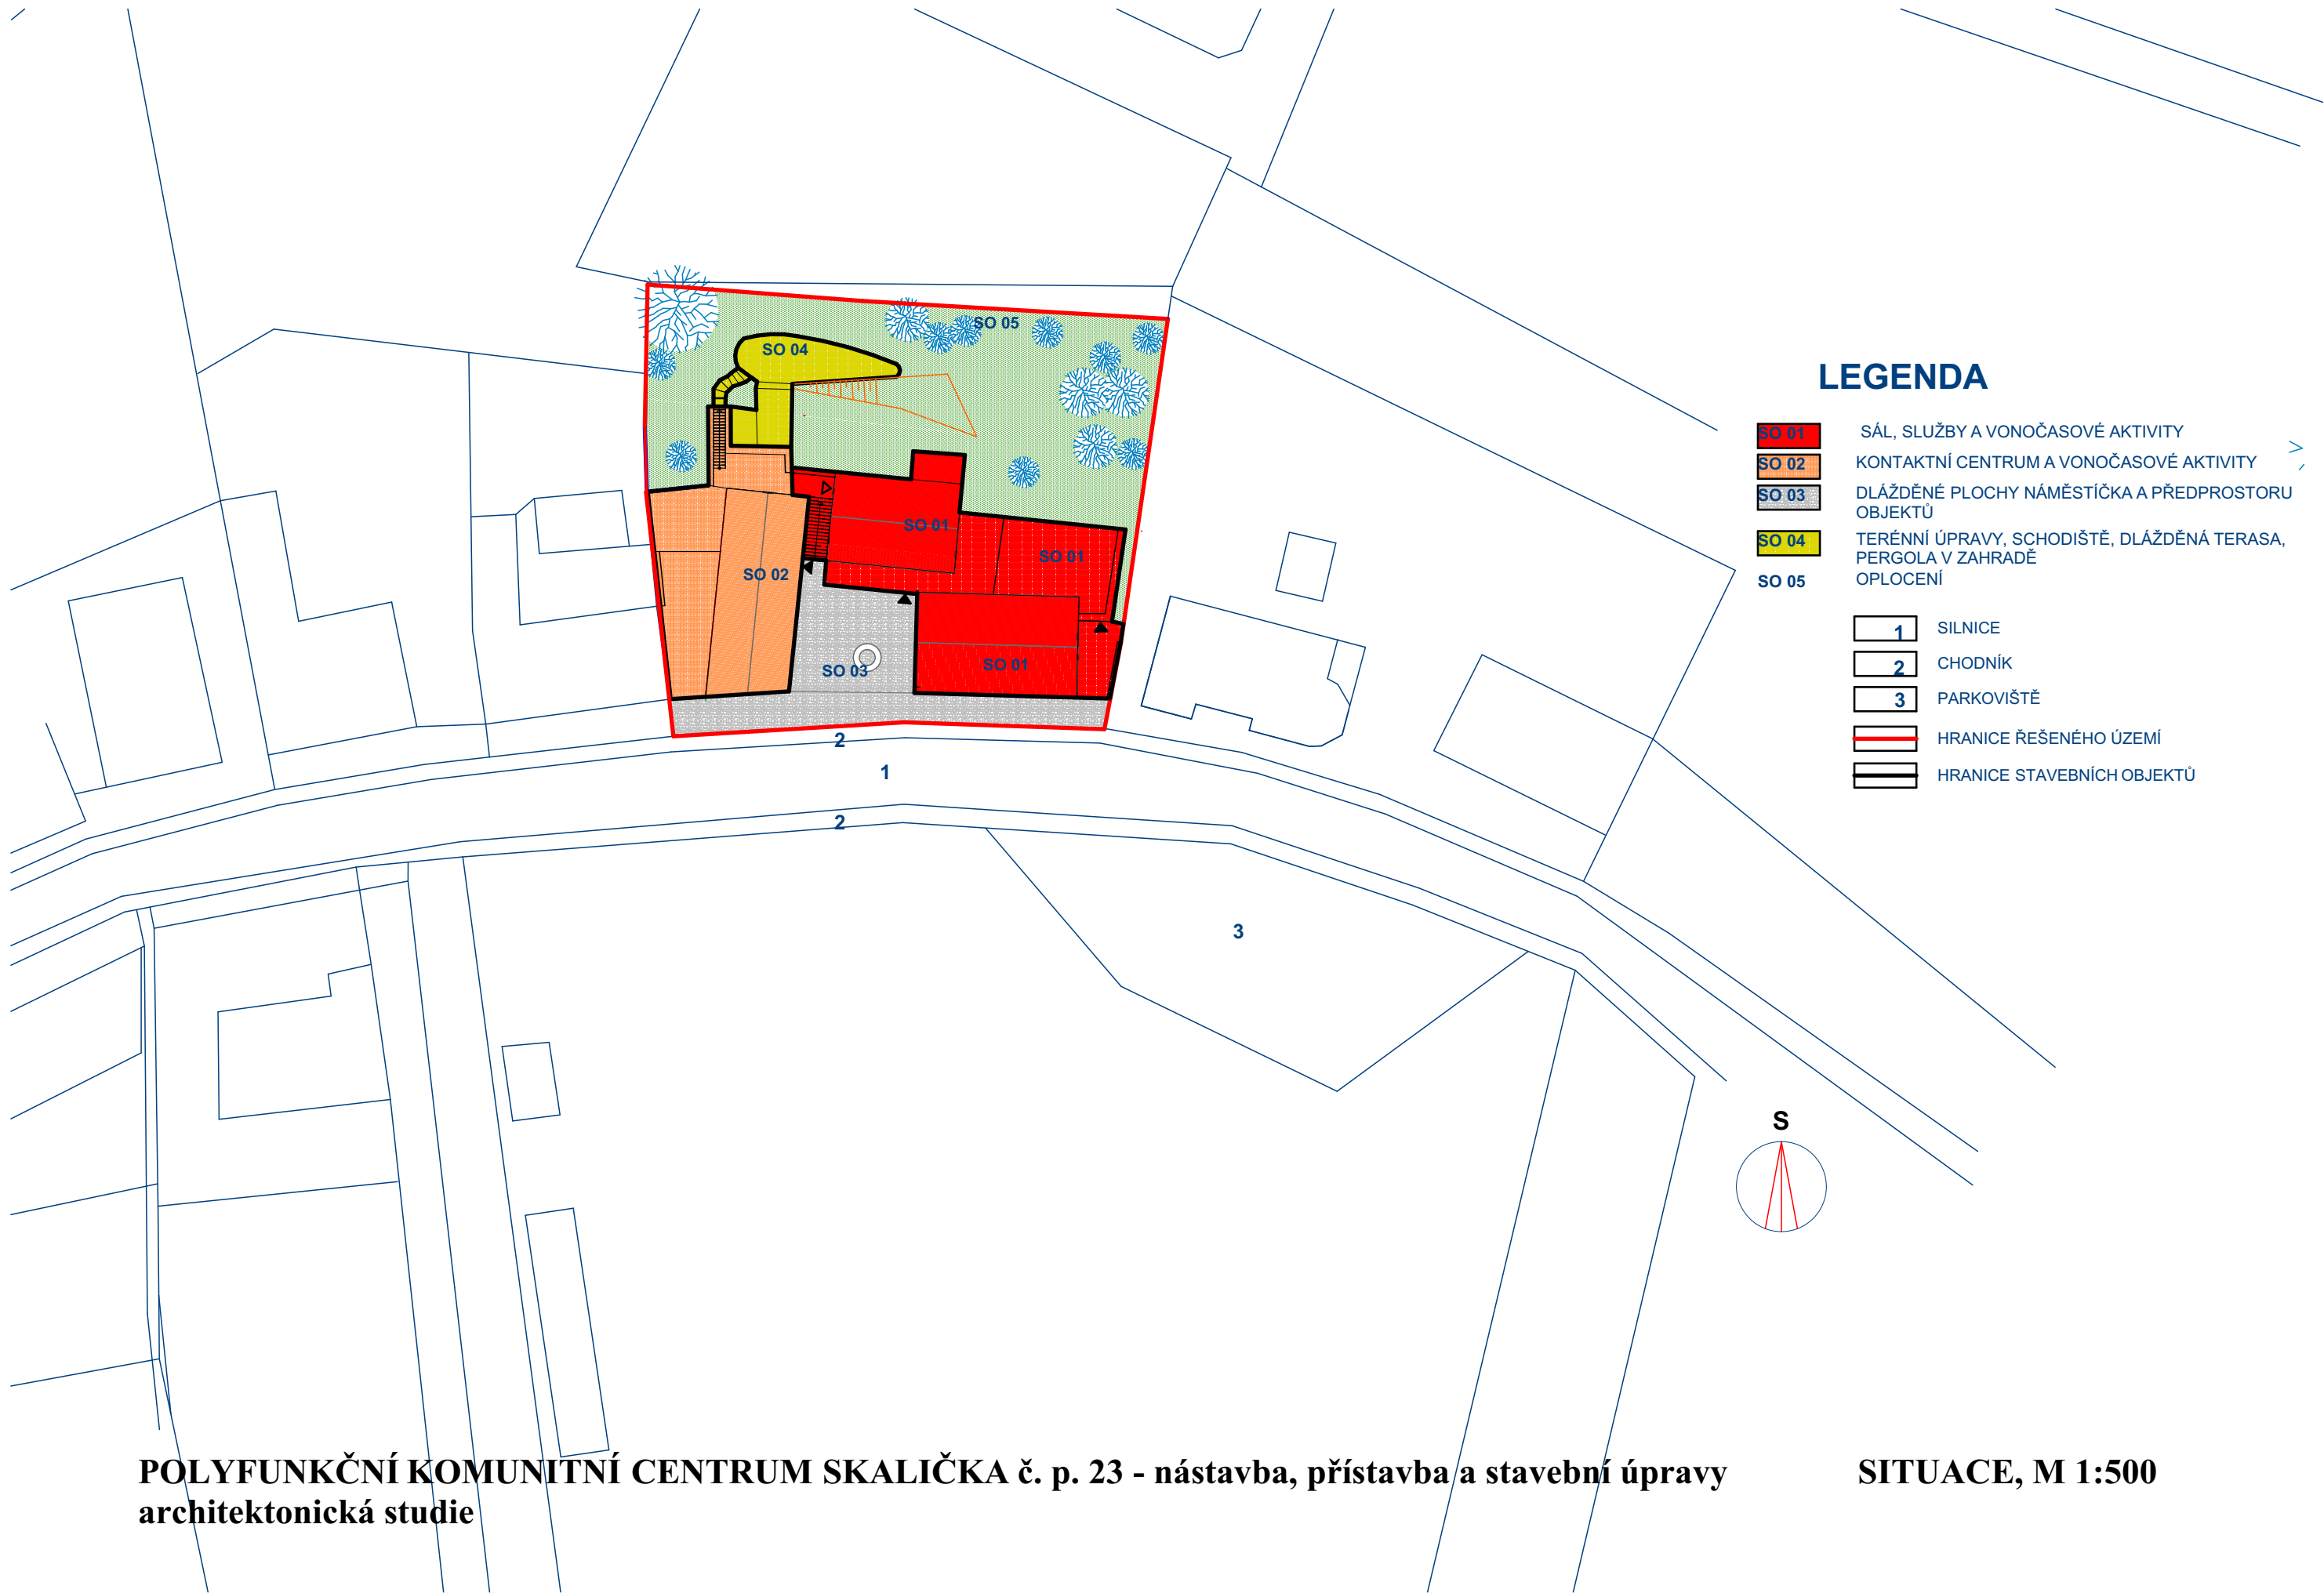 SO 05
SO 04
SO 01
SO 01
SO 02
SO 03
SO 01
2
1
2
3
LEGENDA
SO 01 SÁL, SLUŽBY A VONOČASOVÉ AKTIVITY
SO 02 KONTAKTNÍ CENTRUM A VONOČASOVÉ AKTIVITY
SO 03 DLÁŽDĚNÉ PLOCHY NÁMĚSTÍČKA A PŘEDPROSTORU
OBJEKTŮ
SO 04 TERÉNNÍ ÚPRAVY, SCHODIŠTĚ, DLÁŽDĚNÁ TERASA,
PERGOLA V ZAHRADĚ
SO 05 OPLOCENÍ
1 SILNICE
2 CHODNÍK
3 PARKOVIŠTĚ
HRANICE ŘEŠENÉHO ÚZEMÍ
HRANICE STAVEBNÍCH OBJEKTŮ
S
POLYFUNKČNÍ KOMUNITNÍ CENTRUM SKALIČKA č. p. 23 - nástavba, přístavba a stavební úpravy
architektonická studie
SITUACE, M 1:500